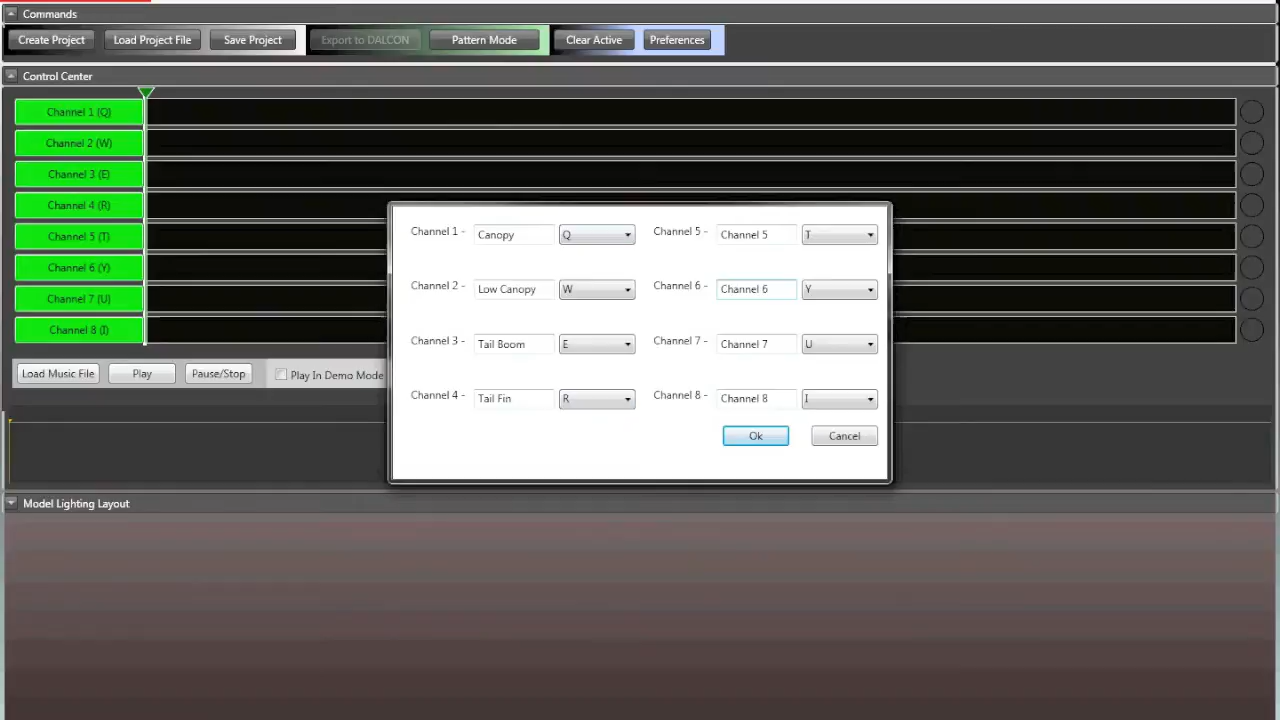 Commands
Create Project Load Project File Save Project Export to DALCON Pattern Mode Clear Active Preferences
Control Center
Channel 1 (Q)
Channel 2 (W)
Channel 3 (E)
Channel 4 (R)
Channel 5 (T)
Channel 6 (Y)
Channel 7 (U)
Channel 8 (I)
Channel 1 - Canopy Q Channel 5 - Channel 5 T
Channel 2 - Low Canopy W Channel 6 - Channel 6 Y
Channel 3 - Tail Boom E Channel 7 - Channel 7 U
Channel 4 - Tail Fin R Channel 8 - Channel 8 I
Ok Cancel
Load Music File Play Pause/Stop Play In Demo Mode
Model Lighting Layout